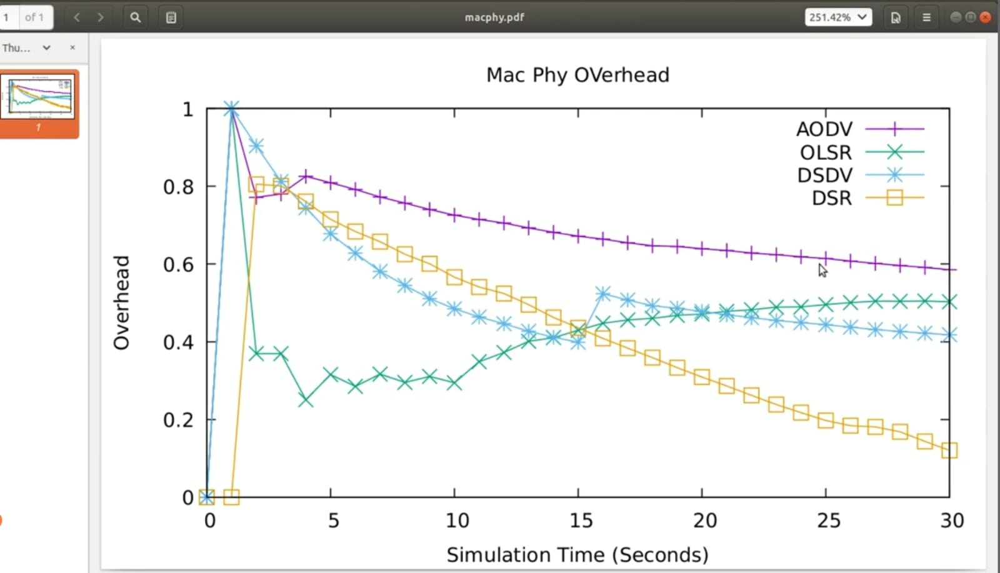 1 of 1
macphy.pdf
251.42%
Thu...
1
Mac Phy OVerhead
AODV
OLSR
DSDV
DSR
Overhead
1
0.8
0.6
0.4
0.2
0
0 5 10 15 20 25 30
Simulation Time (Seconds)